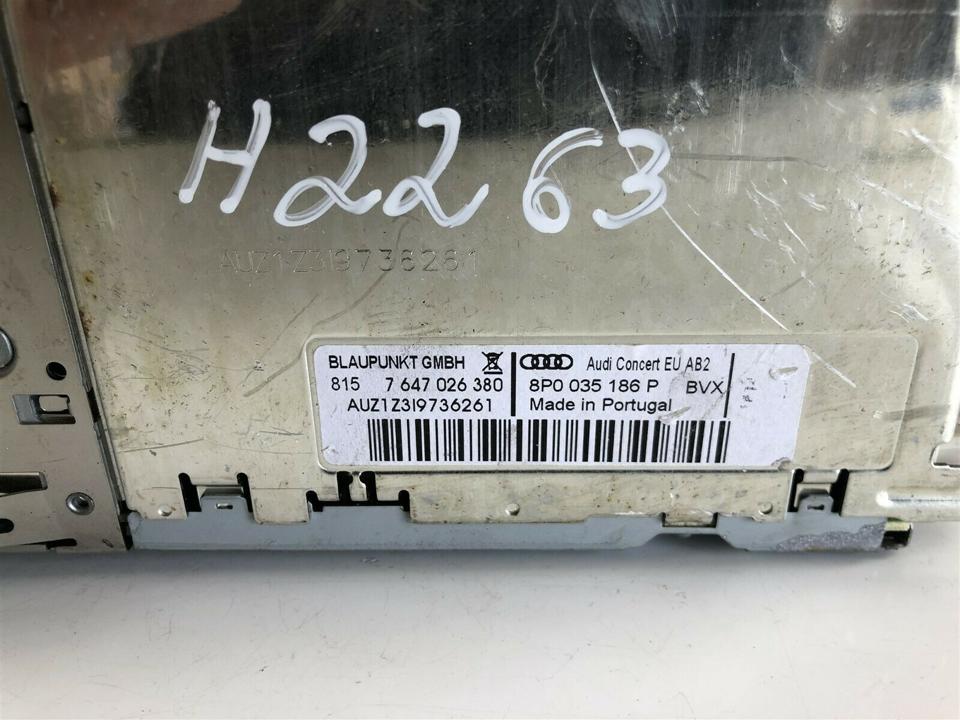 H2263
AUZ1Z3I9736261
BLAUPUNKT GMBH
815 7 647 026 380
AUZ1Z3I9736261
Audi Concert EU AB2
8P0 035 186 P BVX
Made in Portugal